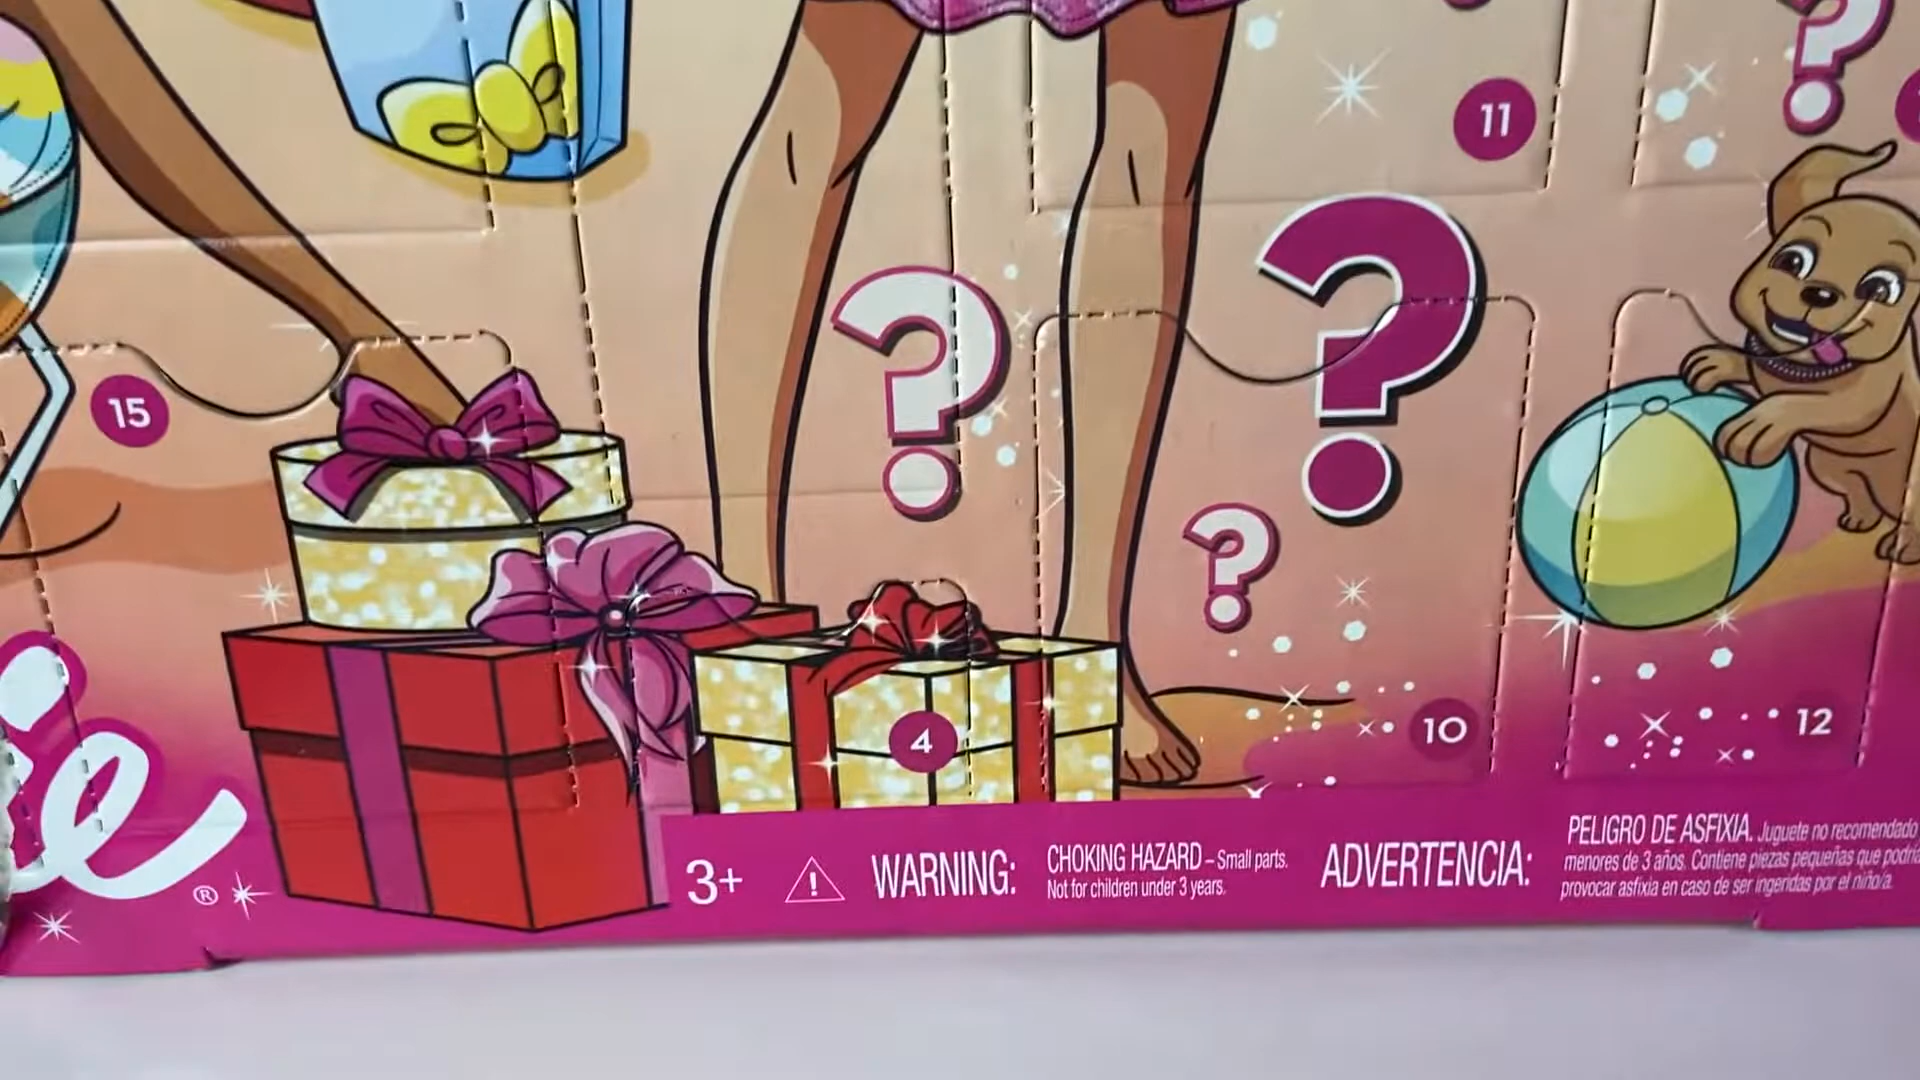 ?
11
?
?
15
?
?
4
10
12
ie
®
3+
! WARNING:
CHOKING HAZARD – Small parts.
Not for children under 3 years.
ADVERTENCIA:
PELIGRO DE ASFIXIA. Juguete no recomendado
menores de 3 años. Contiene piezas pequeñas que
provocar asfixia en caso de ser ingeridas por el niño/a.